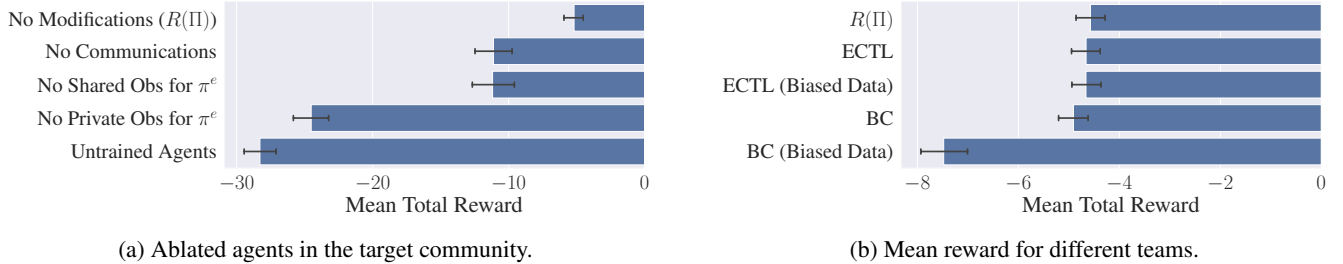 No Modifications (R(Π))
No Communications
No Shared Obs for πᵉ
No Private Obs for πᵉ
Untrained Agents
−30 −20 −10 0
Mean Total Reward
(a) Ablated agents in the target community.
R(Π)
ECTL
ECTL (Biased Data)
BC
BC (Biased Data)
−8 −6 −4 −2 0
Mean Total Reward
(b) Mean reward for different teams.